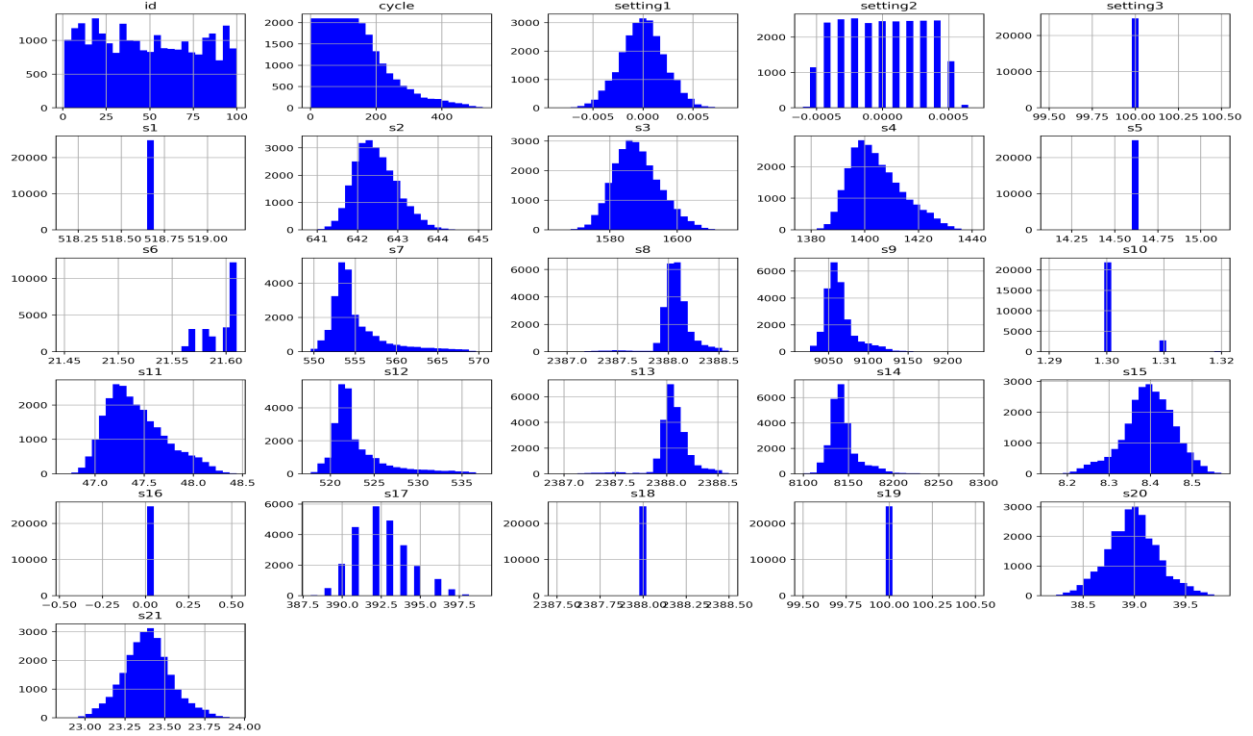 id cycle setting1 setting2 setting3
1000 500 0
0 25 50 75 100
2000 1500 1000 500 0
0 200 400
3000 2000 1000 0
−0.005 0.000 0.005
2000 1000 0
−0.0005 0.0000 0.0005
20000 10000 0
99.50 99.75 100.00 100.25 100.50
s1 s2 s3 s4 s5
20000 10000 0
518.25 518.50 518.75 519.00
3000 2000 1000 0
641 642 643 644 645
3000 2000 1000 0
1580 1600
2000 1000 0
1380 1400 1420 1440
20000 10000 0
14.25 14.50 14.75 15.00
s6 s7 s8 s9 s10
10000 5000 0
21.45 21.50 21.55 21.60
4000 2000 0
550 555 560 565 570
6000 4000 2000 0
2387.0 2387.5 2388.0 2388.5
6000 4000 2000 0
9050 9100 9150 9200
20000 15000 10000 5000 0
1.29 1.30 1.31 1.32
s11 s12 s13 s14 s15
2000 1000 0
47.0 47.5 48.0 48.5
4000 2000 0
520 525 530 535
6000 4000 2000 0
2387.0 2387.5 2388.0 2388.5
6000 4000 2000 0
8100 8150 8200 8250 8300
3000 2000 1000 0
8.2 8.3 8.4 8.5
s16 s17 s18 s19 s20
20000 10000 0
−0.50 −0.25 0.00 0.25 0.50
6000 4000 2000 0
387.5 390.0 392.5 395.0 397.5
20000 10000 0
2387.50 2387.75 2388.00 2388.25 2388.50
20000 10000 0
99.50 99.75 100.00 100.25 100.50
3000 2000 1000 0
38.5 39.0 39.5
s21
3000 2000 1000 0
23.00 23.25 23.50 23.75 24.00